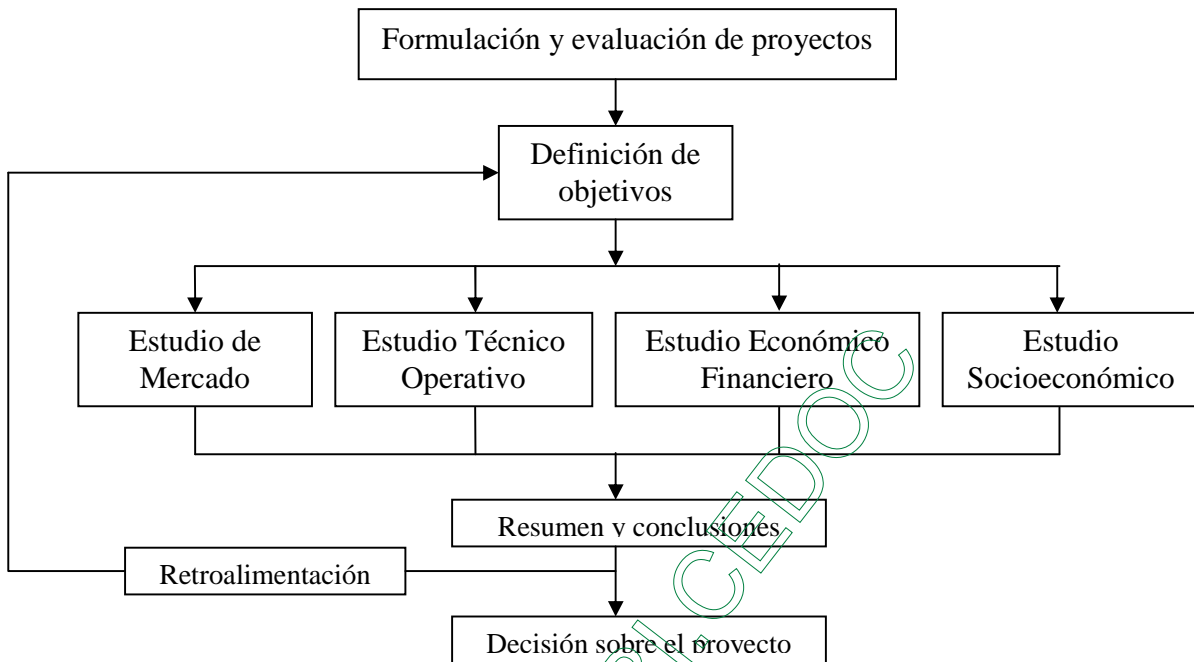 Formulación y evaluación de proyectos
Definición de
objetivos
Estudio de
Mercado
Estudio Técnico
Operativo
Estudio Económico
Financiero
Estudio
Socioeconómico
Resumen y conclusiones
Retroalimentación
Decisión sobre el proyecto
CEDOC